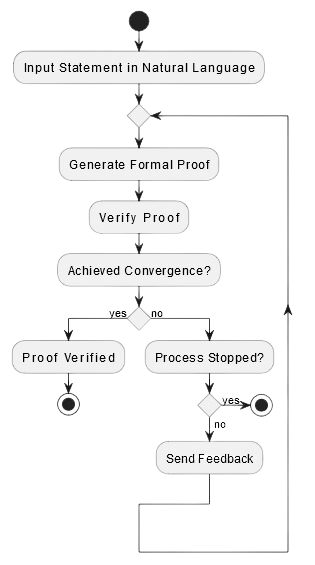 Input Statement in Natural Language
Generate Formal Proof
Verify Proof
Achieved Convergence?
yes
no
Proof Verified
Process Stopped?
yes
no
Send Feedback